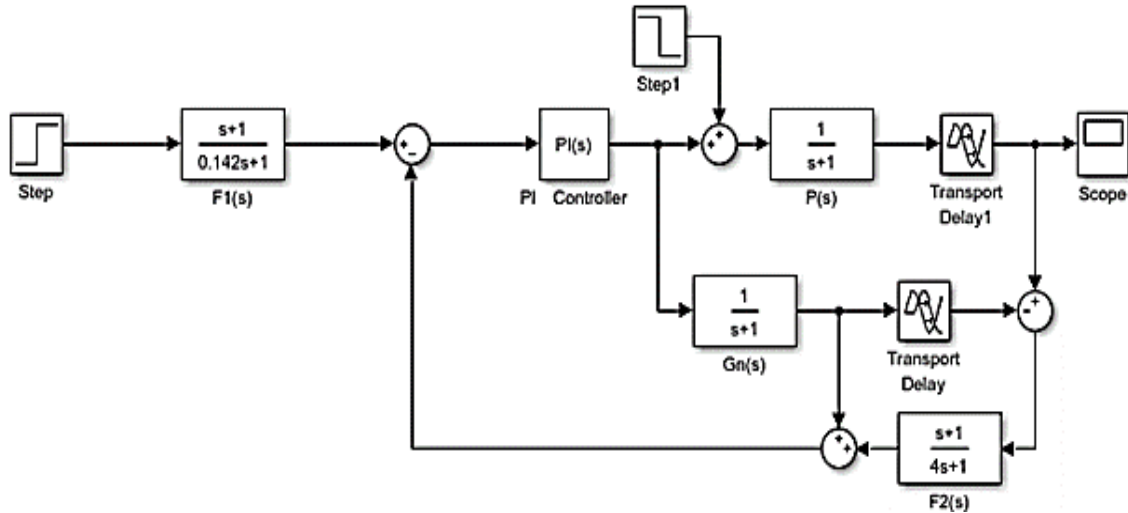 Step1
s+1
0.142s+1
F1(s)
Step
PI(s)
PI Controller
1
s+1
P(s)
Transport
Delay1
Scope
1
s+1
Gn(s)
Transport
Delay
s+1
4s+1
F2(s)